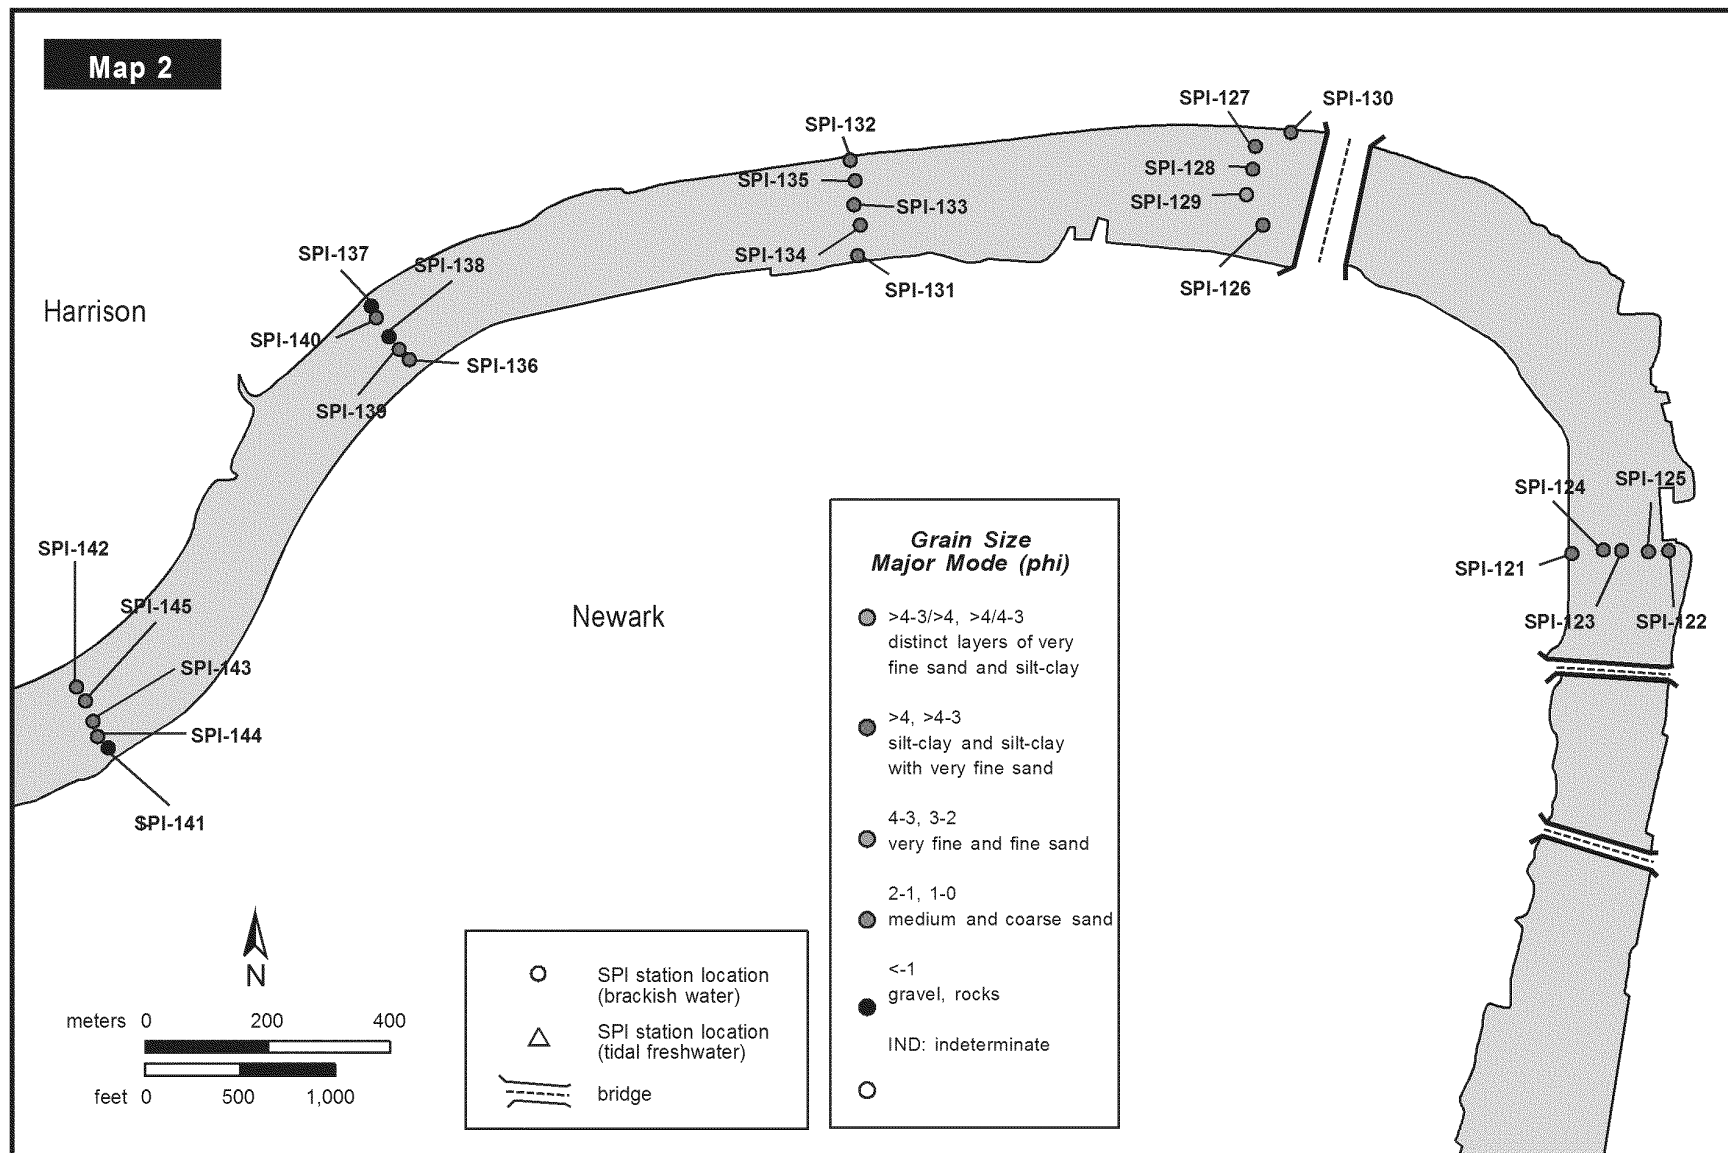 Map 2
SPI-127
SPI-130
SPI-132
SPI-128
SPI-135
SPI-129
SPI-133
SPI-137
SPI-134
SPI-138
SPI-131
SPI-126
Harrison
SPI-140
SPI-136
SPI-139
SPI-125
SPI-124
SPI-142
SPI-121
SPI-145
Newark
SPI-123
SPI-122
SPI-143
SPI-144
SPI-141
Grain Size
Major Mode (phi)
>4-3/>4, >4/4-3
distinct layers of very
fine sand and silt-clay
>4, >4-3
silt-clay and silt-clay
with very fine sand
4-3, 3-2
very fine and fine sand
2-1, 1-0
medium and coarse sand
<-1
gravel, rocks
IND: indeterminate
N
meters 0 200 400
feet 0 500 1,000
SPI station location
(brackish water)
SPI station location
(tidal freshwater)
bridge